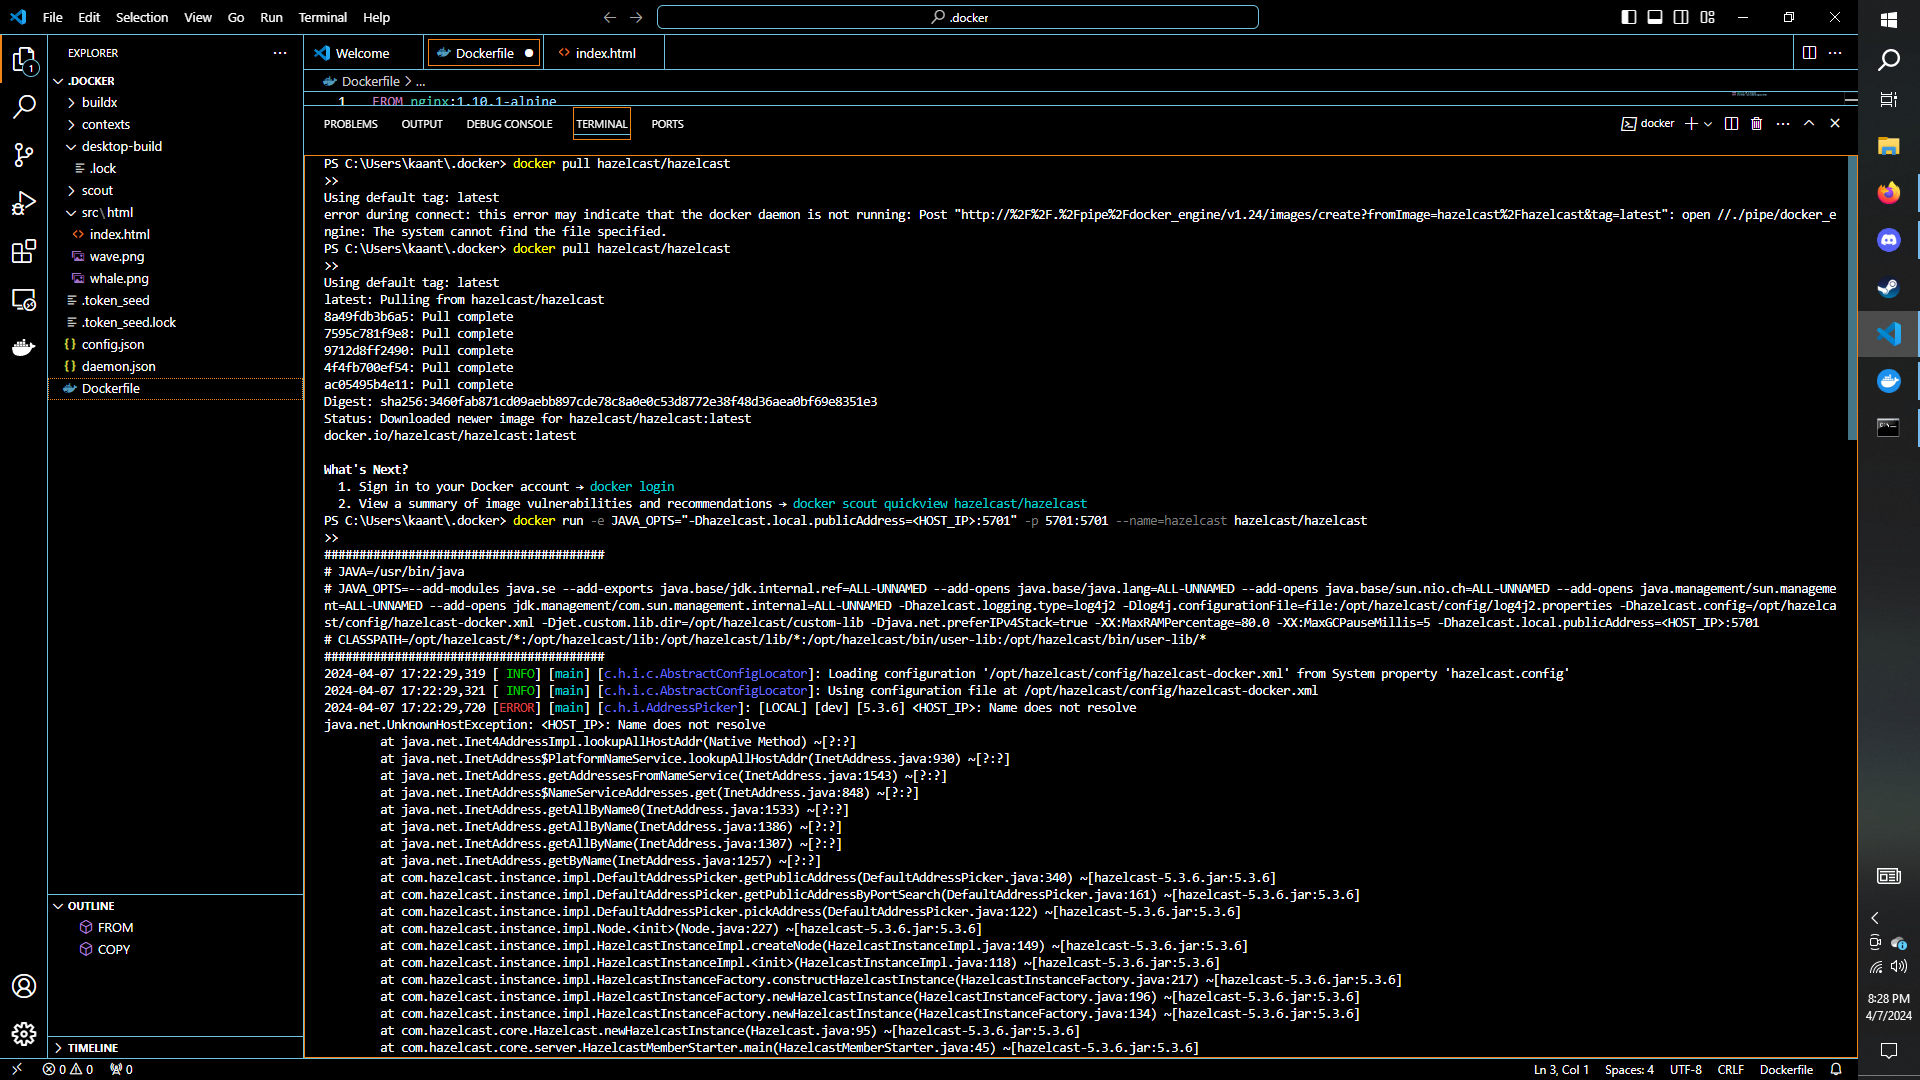 File Edit Selection View Go Run Terminal Help
.docker
EXPLORER
.DOCKER
buildx
contexts
desktop-build
.lock
scout
src\html
index.html
wave.png
whale.png
.token_seed
.token_seed.lock
config.json
daemon.json
Dockerfile
OUTLINE
FROM
COPY
TIMELINE
Welcome Dockerfile index.html
Dockerfile > ...
1 FROM nginx:1.10.1-alpine
PROBLEMS OUTPUT DEBUG CONSOLE TERMINAL PORTS
docker
PS C:\Users\kaant\.docker> docker pull hazelcast/hazelcast
>>
Using default tag: latest
error during connect: this error may indicate that the docker daemon is not running: Post "http://%2F%2F.%2Fpipe%2Fdocker_engine/v1.24/images/create?fromImage=hazelcast%2Fhazelcast&tag=latest": open //./pipe/docker_e
ngine: The system cannot find the file specified.
PS C:\Users\kaant\.docker> docker pull hazelcast/hazelcast
>>
Using default tag: latest
latest: Pulling from hazelcast/hazelcast
8a49fdb3b6a5: Pull complete
7595c781f9e8: Pull complete
9712d8ff2490: Pull complete
4f4fb700ef54: Pull complete
ac05495b4e11: Pull complete
Digest: sha256:3460fab871cd09aebb897cde78c8a0e0c53d8772e38f48d36aea0bf69e8351e3
Status: Downloaded newer image for hazelcast/hazelcast:latest
docker.io/hazelcast/hazelcast:latest
What's Next?
1. Sign in to your Docker account → docker login
2. View a summary of image vulnerabilities and recommendations → docker scout quickview hazelcast/hazelcast
PS C:\Users\kaant\.docker> docker run -e JAVA_OPTS="-Dhazelcast.local.publicAddress=<HOST_IP>:5701" -p 5701:5701 --name=hazelcast hazelcast/hazelcast
>>
########################################
# JAVA=/usr/bin/java
# JAVA_OPTS=--add-modules java.se --add-exports java.base/jdk.internal.ref=ALL-UNNAMED --add-opens java.base/java.lang=ALL-UNNAMED --add-opens java.base/sun.nio.ch=ALL-UNNAMED --add-opens java.management/sun.manageme
nt=ALL-UNNAMED --add-opens jdk.management/com.sun.management.internal=ALL-UNNAMED -Dhazelcast.logging.type=log4j2 -Dlog4j.configurationFile=file:/opt/hazelcast/config/log4j2.properties -Dhazelcast.config=/opt/hazelca
st/config/hazelcast-docker.xml -Djet.custom.lib.dir=/opt/hazelcast/custom-lib -Djava.net.preferIPv4Stack=true -XX:MaxRAMPercentage=80.0 -XX:MaxGCPauseMillis=5 -Dhazelcast.local.publicAddress=<HOST_IP>:5701
# CLASSPATH=/opt/hazelcast/*:/opt/hazelcast/lib:/opt/hazelcast/lib/*:/opt/hazelcast/bin/user-lib:/opt/hazelcast/bin/user-lib/*
########################################
2024-04-07 17:22:29,319 [ INFO] [main] [c.h.i.c.AbstractConfigLocator]: Loading configuration '/opt/hazelcast/config/hazelcast-docker.xml' from System property 'hazelcast.config'
2024-04-07 17:22:29,321 [ INFO] [main] [c.h.i.c.AbstractConfigLocator]: Using configuration file at /opt/hazelcast/config/hazelcast-docker.xml
2024-04-07 17:22:29,720 [ERROR] [main] [c.h.i.AddressPicker]: [LOCAL] [dev] [5.3.6] <HOST_IP>: Name does not resolve
java.net.UnknownHostException: <HOST_IP>: Name does not resolve
at java.net.Inet4AddressImpl.lookupAllHostAddr(Native Method) ~[?:?]
at java.net.InetAddress$PlatformNameService.lookupAllHostAddr(InetAddress.java:930) ~[?:?]
at java.net.InetAddress.getAddressesFromNameService(InetAddress.java:1543) ~[?:?]
at java.net.InetAddress$NameServiceAddresses.get(InetAddress.java:848) ~[?:?]
at java.net.InetAddress.getAllByName0(InetAddress.java:1533) ~[?:?]
at java.net.InetAddress.getAllByName(InetAddress.java:1386) ~[?:?]
at java.net.InetAddress.getAllByName(InetAddress.java:1307) ~[?:?]
at java.net.InetAddress.getByName(InetAddress.java:1257) ~[?:?]
at com.hazelcast.instance.impl.DefaultAddressPicker.getPublicAddress(DefaultAddressPicker.java:340) ~[hazelcast-5.3.6.jar:5.3.6]
at com.hazelcast.instance.impl.DefaultAddressPicker.getPublicAddressByPortSearch(DefaultAddressPicker.java:161) ~[hazelcast-5.3.6.jar:5.3.6]
at com.hazelcast.instance.impl.DefaultAddressPicker.pickAddress(DefaultAddressPicker.java:122) ~[hazelcast-5.3.6.jar:5.3.6]
at com.hazelcast.instance.impl.Node.<init>(Node.java:227) ~[hazelcast-5.3.6.jar:5.3.6]
at com.hazelcast.instance.impl.HazelcastInstanceImpl.createNode(HazelcastInstanceImpl.java:149) ~[hazelcast-5.3.6.jar:5.3.6]
at com.hazelcast.instance.impl.HazelcastInstanceImpl.<init>(HazelcastInstanceImpl.java:118) ~[hazelcast-5.3.6.jar:5.3.6]
at com.hazelcast.instance.impl.HazelcastInstanceFactory.constructHazelcastInstance(HazelcastInstanceFactory.java:217) ~[hazelcast-5.3.6.jar:5.3.6]
at com.hazelcast.instance.impl.HazelcastInstanceFactory.newHazelcastInstance(HazelcastInstanceFactory.java:196) ~[hazelcast-5.3.6.jar:5.3.6]
at com.hazelcast.instance.impl.HazelcastInstanceFactory.newHazelcastInstance(HazelcastInstanceFactory.java:134) ~[hazelcast-5.3.6.jar:5.3.6]
at com.hazelcast.core.Hazelcast.newHazelcastInstance(Hazelcast.java:95) ~[hazelcast-5.3.6.jar:5.3.6]
at com.hazelcast.core.server.HazelcastMemberStarter.main(HazelcastMemberStarter.java:45) ~[hazelcast-5.3.6.jar:5.3.6]
0 0 0
Ln 3, Col 1 Spaces: 4 UTF-8 CRLF Dockerfile
1
8:28 PM
4/7/2024